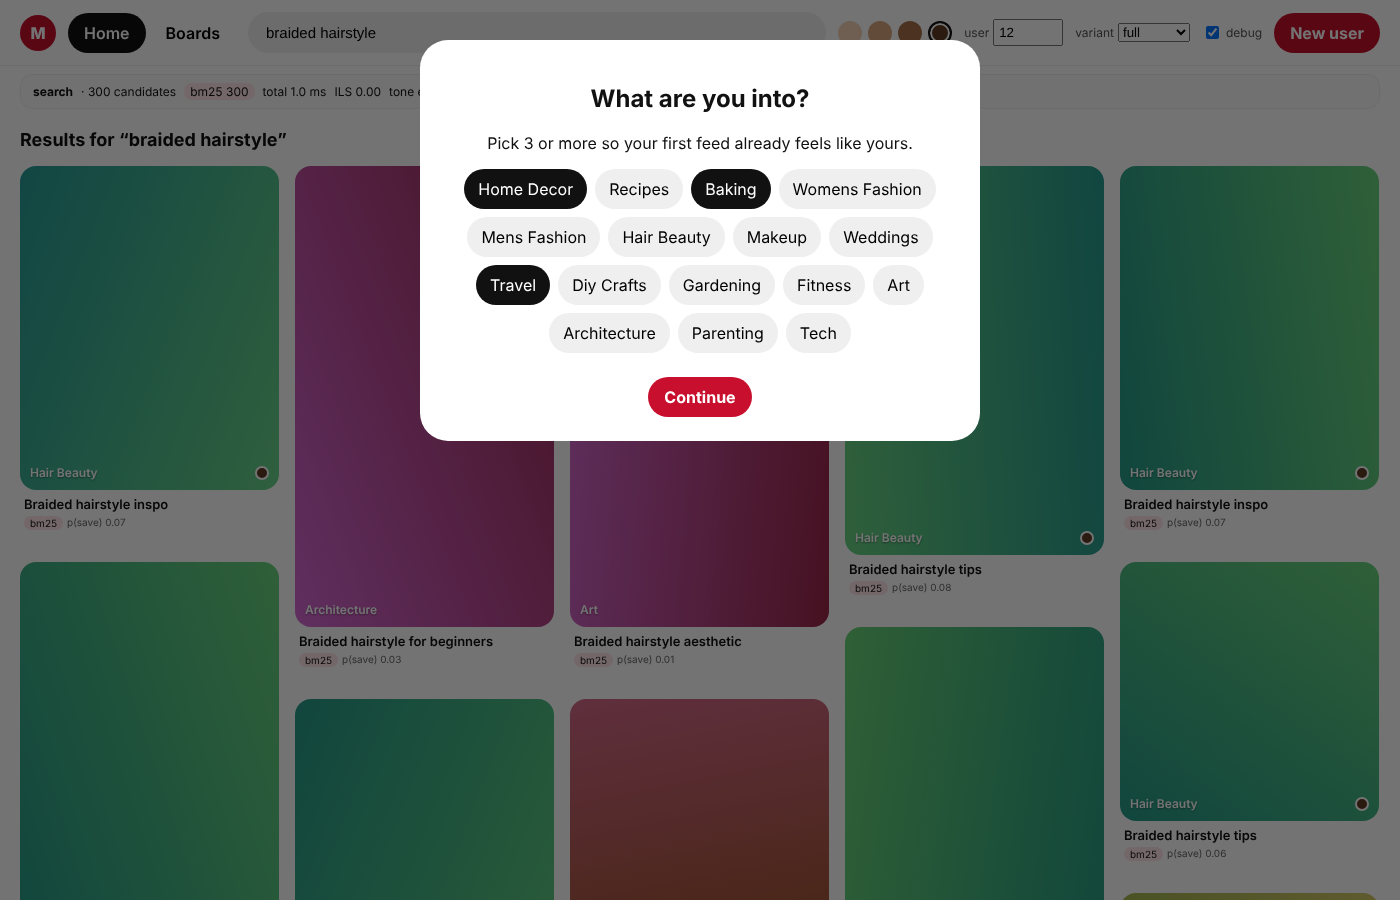 M Home Boards braided hairstyle user 12 variant full debug New user
search · 300 candidates bm25 300 total 1.0 ms ILS 0.00 tone
Results for “braided hairstyle”
What are you into?
Pick 3 or more so your first feed already feels like yours.
Home Decor Recipes Baking Womens Fashion
Mens Fashion Hair Beauty Makeup Weddings
Travel Diy Crafts Gardening Fitness Art
Architecture Parenting Tech
Continue
Hair Beauty
Braided hairstyle inspo
bm25 p(save) 0.07
Architecture
Braided hairstyle for beginners
bm25 p(save) 0.03
Art
Braided hairstyle aesthetic
bm25 p(save) 0.01
Hair Beauty
Braided hairstyle tips
bm25 p(save) 0.08
Hair Beauty
Braided hairstyle inspo
bm25 p(save) 0.07
Hair Beauty
Braided hairstyle tips
bm25 p(save) 0.06